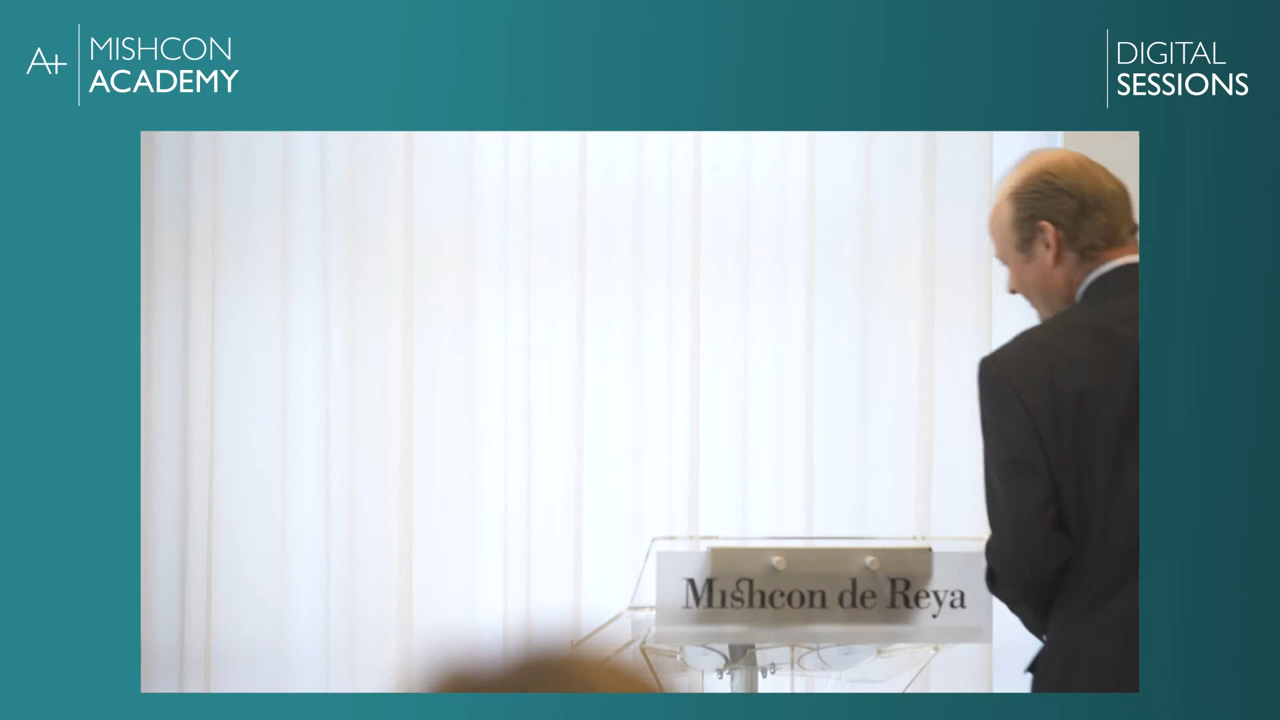 A+
MISHCON
ACADEMY
DIGITAL
SESSIONS
Mishcon de Reya